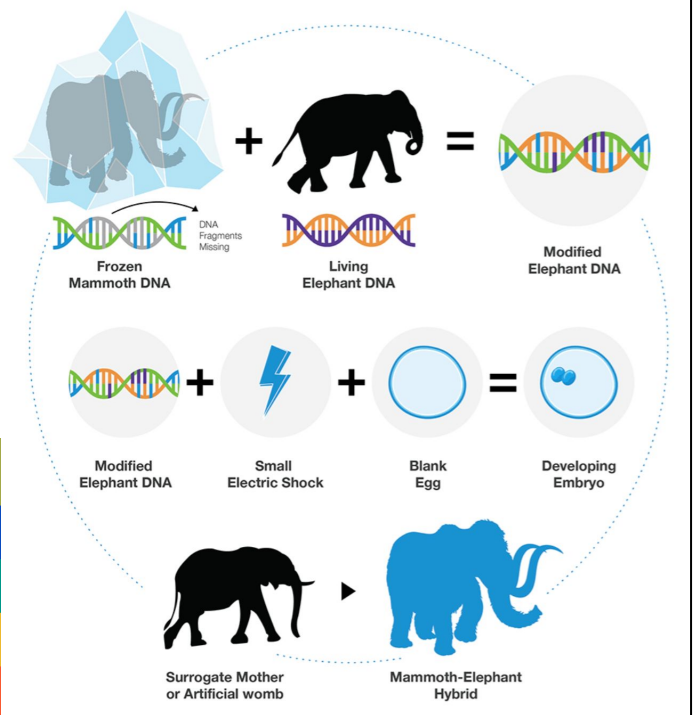 DNA
Fragments
Missing
Frozen
Mammoth DNA
Living
Elephant DNA
Modified
Elephant DNA
Modified
Elephant DNA
Small
Electric Shock
Blank
Egg
Developing
Embryo
Surrogate Mother
or Artificial womb
Mammoth-Elephant
Hybrid